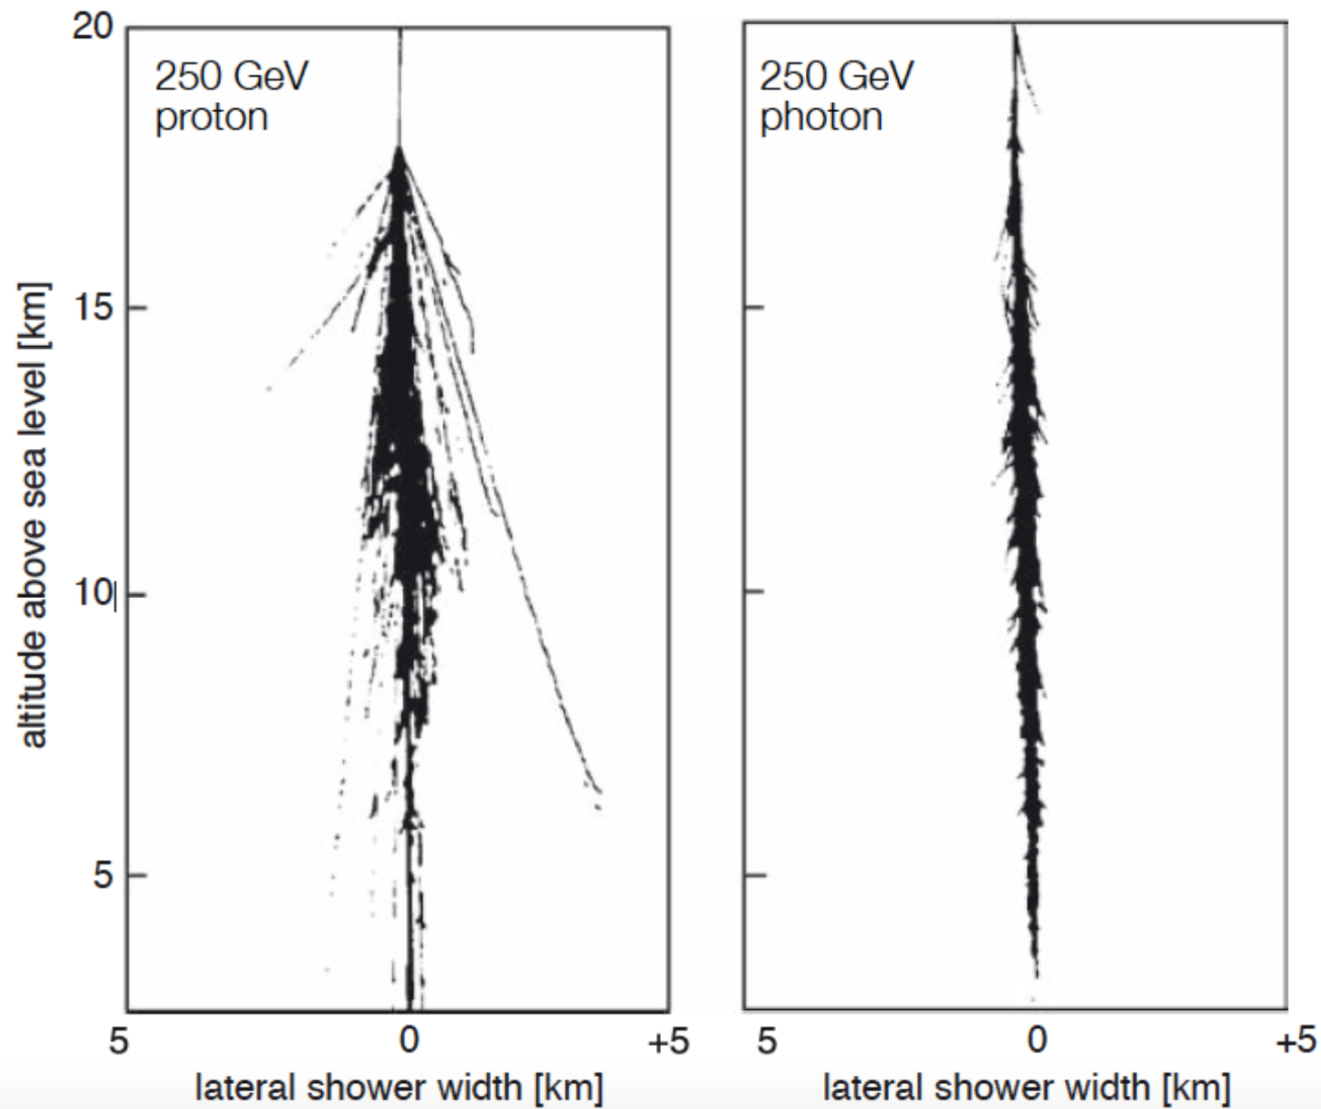 20
250 GeV
proton
250 GeV
photon
15
10
5
altitude above sea level [km]
5 0 +5
5 0 +5
lateral shower width [km]
lateral shower width [km]